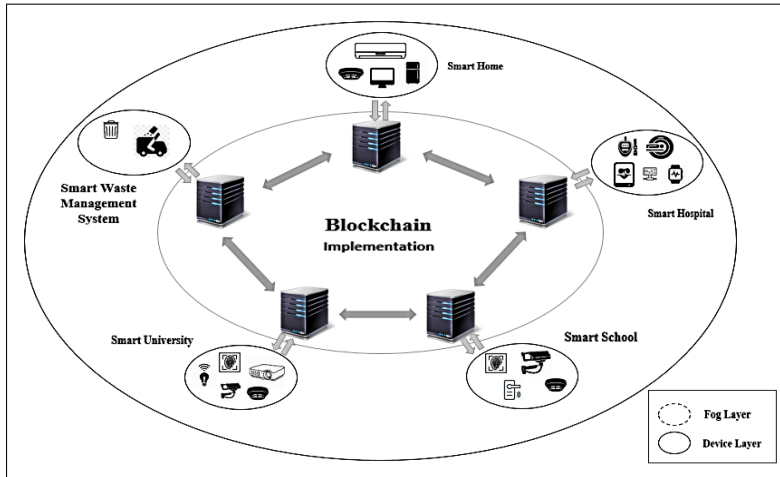 Smart Home
Smart Waste
Management
System
Smart Hospital
Blockchain
Implementation
Smart University
Smart School
Fog Layer
Device Layer